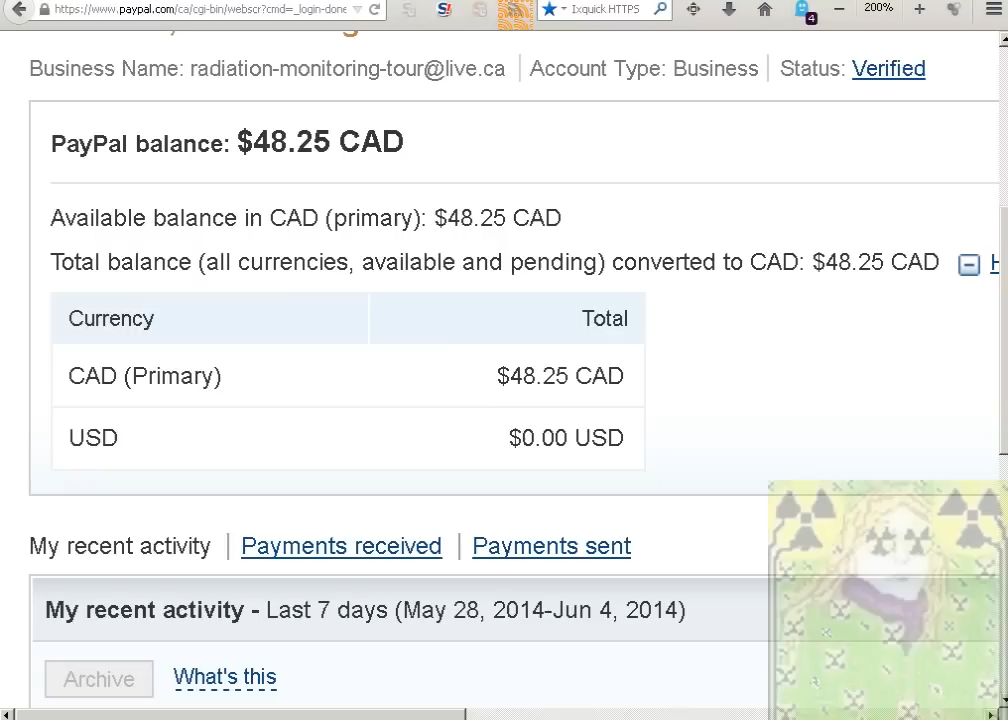 https://www.paypal.com/ca/cgi-bin/webscr?cmd=_login-done
Ixquick HTTPS
4
200%
Business Name: radiation-monitoring-tour@live.ca
Account Type: Business
Status: Verified
PayPal balance: $48.25 CAD
Available balance in CAD (primary): $48.25 CAD
Total balance (all currencies, available and pending) converted to CAD: $48.25 CAD
Currency Total
CAD (Primary) $48.25 CAD
USD $0.00 USD
My recent activity | Payments received | Payments sent
My recent activity - Last 7 days (May 28, 2014-Jun 4, 2014)
Archive What's this